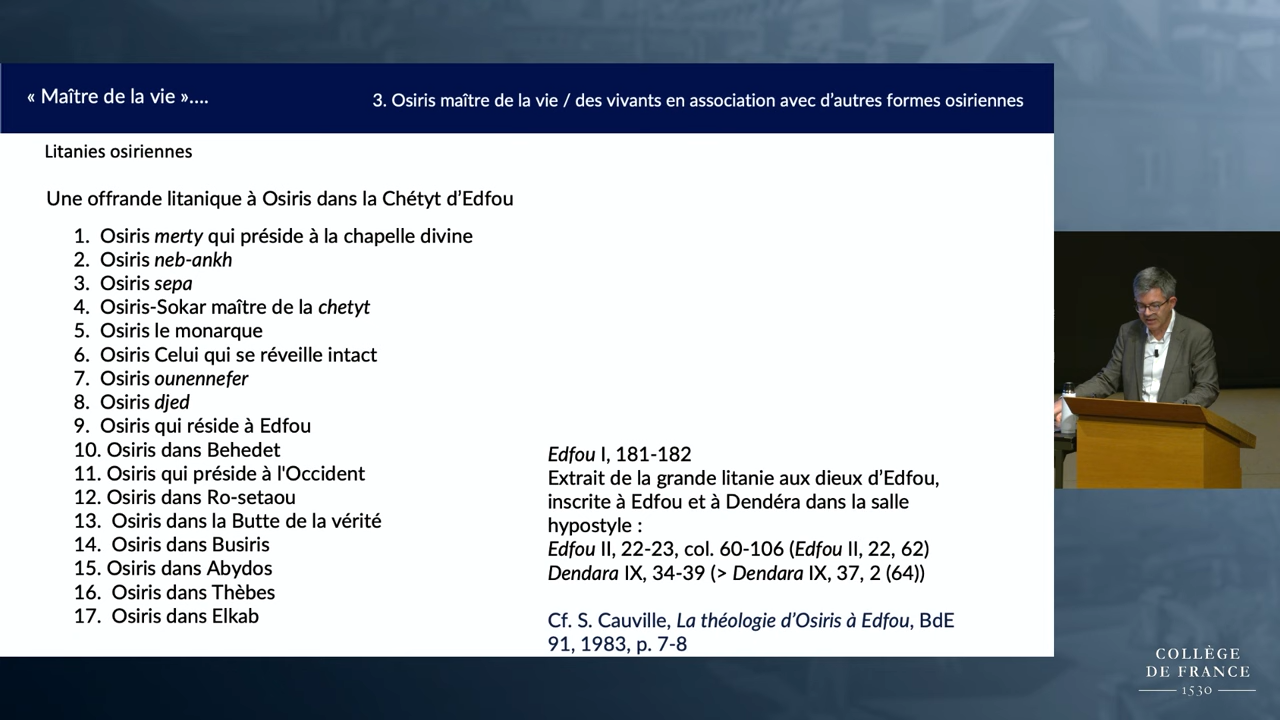 « Maître de la vie »....
3. Osiris maître de la vie / des vivants en association avec d'autres formes osiriennes
Litanies osiriennes
Une offrande litanique à Osiris dans la Chétyt d'Edfou
1. Osiris merty qui préside à la chapelle divine
2. Osiris neb-ankh
3. Osiris sepa
4. Osiris-Sokar maître de la chetyt
5. Osiris le monarque
6. Osiris Celui qui se réveille intact
7. Osiris ounennefer
8. Osiris djed
9. Osiris qui réside à Edfou
10. Osiris dans Behedet
11. Osiris qui préside à l'Occident
12. Osiris dans Ro-setaou
13. Osiris dans la Butte de la vérité
14. Osiris dans Busiris
15. Osiris dans Abydos
16. Osiris dans Thèbes
17. Osiris dans Elkab
Edfou I, 181-182
Extrait de la grande litanie aux dieux d'Edfou,
inscrite à Edfou et à Dendéra dans la salle
hypostyle :
Edfou II, 22-23, col. 60-106 (Edfou II, 22, 62)
Dendara IX, 34-39 (> Dendara IX, 37, 2 (64))
Cf. S. Cauville, La théologie d'Osiris à Edfou, BdE
91, 1983, p. 7-8
COLLÈGE
DE FRANCE
1530